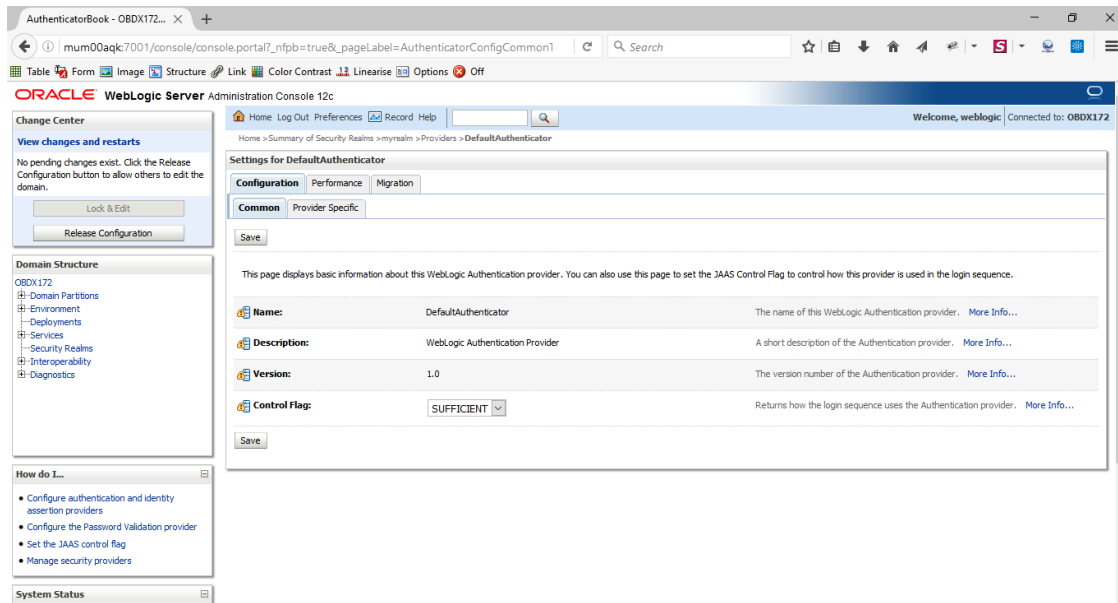 AuthenticatorBook - OBDX172... × +
mum00aqk:7001/console/console.portal?_nfpb=true&_pageLabel=AuthenticatorConfigCommonT
Search
Table Form Image Structure Link Color Contrast Linearise Options Off
ORACLE WebLogic Server Administration Console 12c
Change Center
View changes and restarts
No pending changes exist. Click the Release
Configuration button to allow others to edit the
domain.
Lock & Edit
Release Configuration
Domain Structure
OBDX172
Domain Partitions
Environment
Deployments
Services
Security Realms
Interoperability
Diagnostics
How do I...
Configure authentication and identity
assertion providers
Configure the Password Validation provider
Set the JAAS control flag
Manage security providers
System Status
Home Log Out Preferences Record Help
Welcome, weblogic Connected to: OBDX172
Home >Summary of Security Realms >myrealm >Providers >DefaultAuthenticator
Settings for DefaultAuthenticator
Configuration Performance Migration
Common Provider Specific
Save
This page displays basic information about this WebLogic Authentication provider. You can also use this page to set the JAAS Control Flag to control how this provider is used in the login sequence.
Name: DefaultAuthenticator The name of this WebLogic Authentication provider. More Info...
Description: WebLogic Authentication Provider A short description of the Authentication provider. More Info...
Version: 1.0 The version number of the Authentication provider. More Info...
Control Flag: SUFFICIENT Returns how the login sequence uses the Authentication provider. More Info...
Save